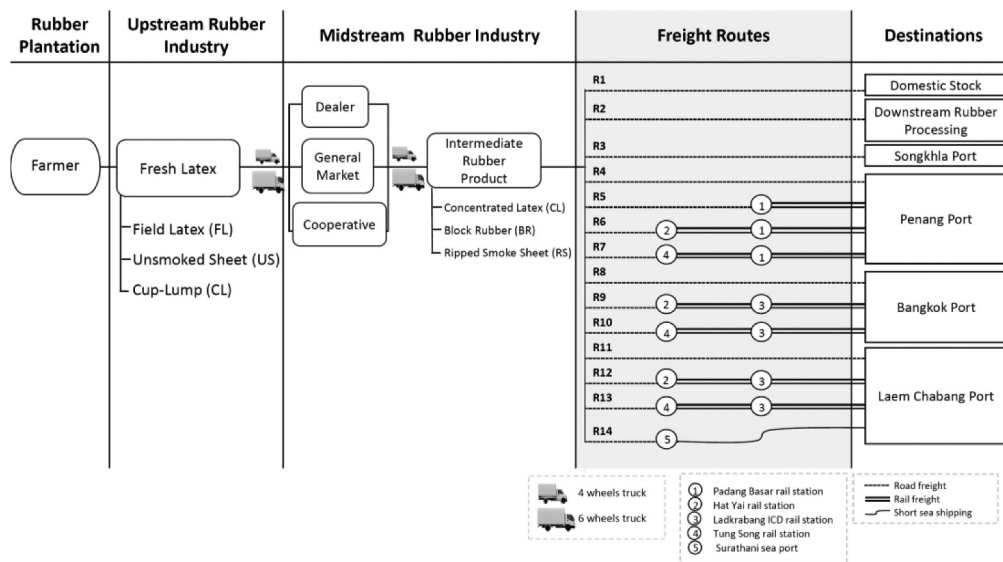 Rubber
Plantation
Upstream Rubber
Industry
Midstream Rubber Industry
Freight Routes
Destinations
Farmer
Fresh Latex
Field Latex (FL)
Unsmoked Sheet (US)
Cup-Lump (CL)
Dealer
General
Market
Cooperative
Intermediate
Rubber
Product
Concentrated Latex (CL)
Block Rubber (BR)
Ripped Smoke Sheet (RS)
R1
R2
R3
R4
R5
1
R6
2 1
R7
4 1
R8
R9
2 3
R10
4 3
R11
R12
2 3
R13
4 3
R14
5
Domestic Stock
Downstream Rubber
Processing
Songkhla Port
Penang Port
Bangkok Port
Laem Chabang Port
4 wheels truck
6 wheels truck
1 Padang Basar rail station
2 Hat Yai rail station
3 Ladkrabang ICD rail station
4 Tung Song rail station
5 Surathani sea port
Road freight
Rail freight
Short sea shipping